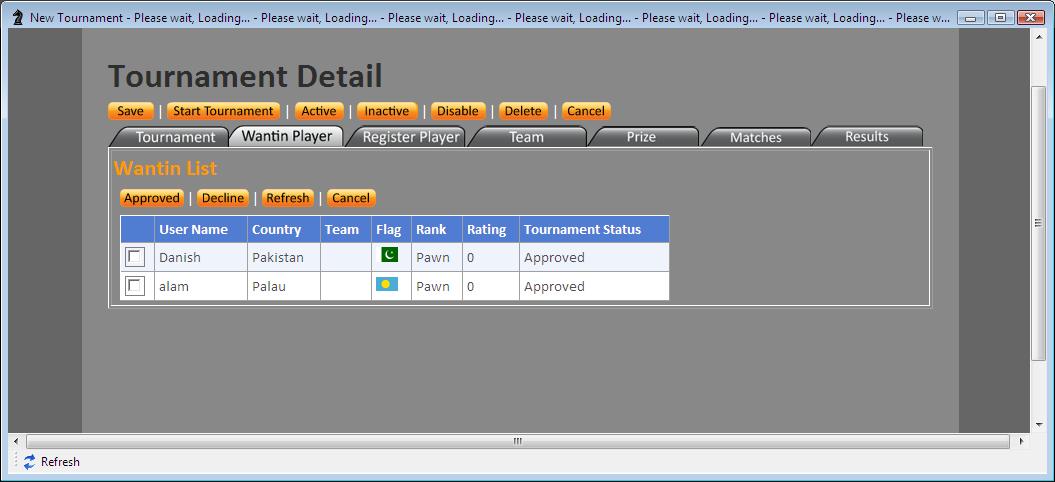 New Tournament - Please wait, Loading... - Please wait, Loading... - Please wait, Loading... - Please wait, Loading... - Please wait, Loading... - Please wait, Loading... - Please w...
Tournament Detail
Save | Start Tournament | Active | Inactive | Disable | Delete | Cancel
Tournament Wantin Player Register Player Team Prize Matches Results
Wantin List
Approved | Decline | Refresh | Cancel
User Name Country Team Flag Rank Rating Tournament Status
Danish Pakistan Pawn 0 Approved
alam Palau Pawn 0 Approved
Refresh